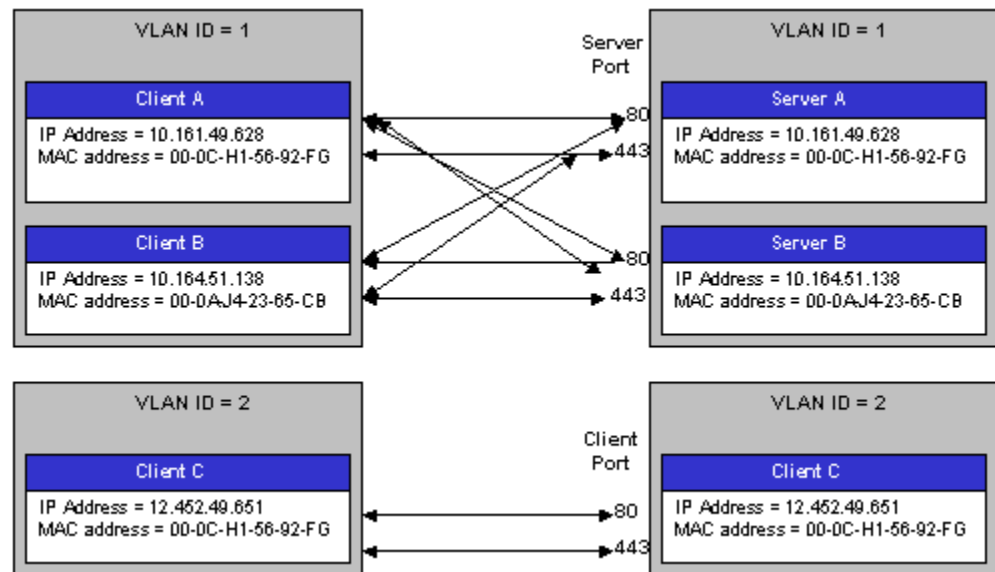 VLAN ID = 1
Client A
IP Address = 10.161.49.628
MAC address = 00-0C-H1-56-92-FG
Client B
IP Address = 10.164.51.138
MAC address = 00-0AJ4-23-65-CB
Server
Port
80
443
80
443
VLAN ID = 1
Server A
IP Address = 10.161.49.628
MAC address = 00-0C-H1-56-92-FG
Server B
IP Address = 10.164.51.138
MAC address = 00-0AJ4-23-65-CB
VLAN ID = 2
Client C
IP Address = 12.452.49.651
MAC address = 00-0C-H1-56-92-FG
Client
Port
80
443
VLAN ID = 2
Client C
IP Address = 12.452.49.651
MAC address = 00-0C-H1-56-92-FG